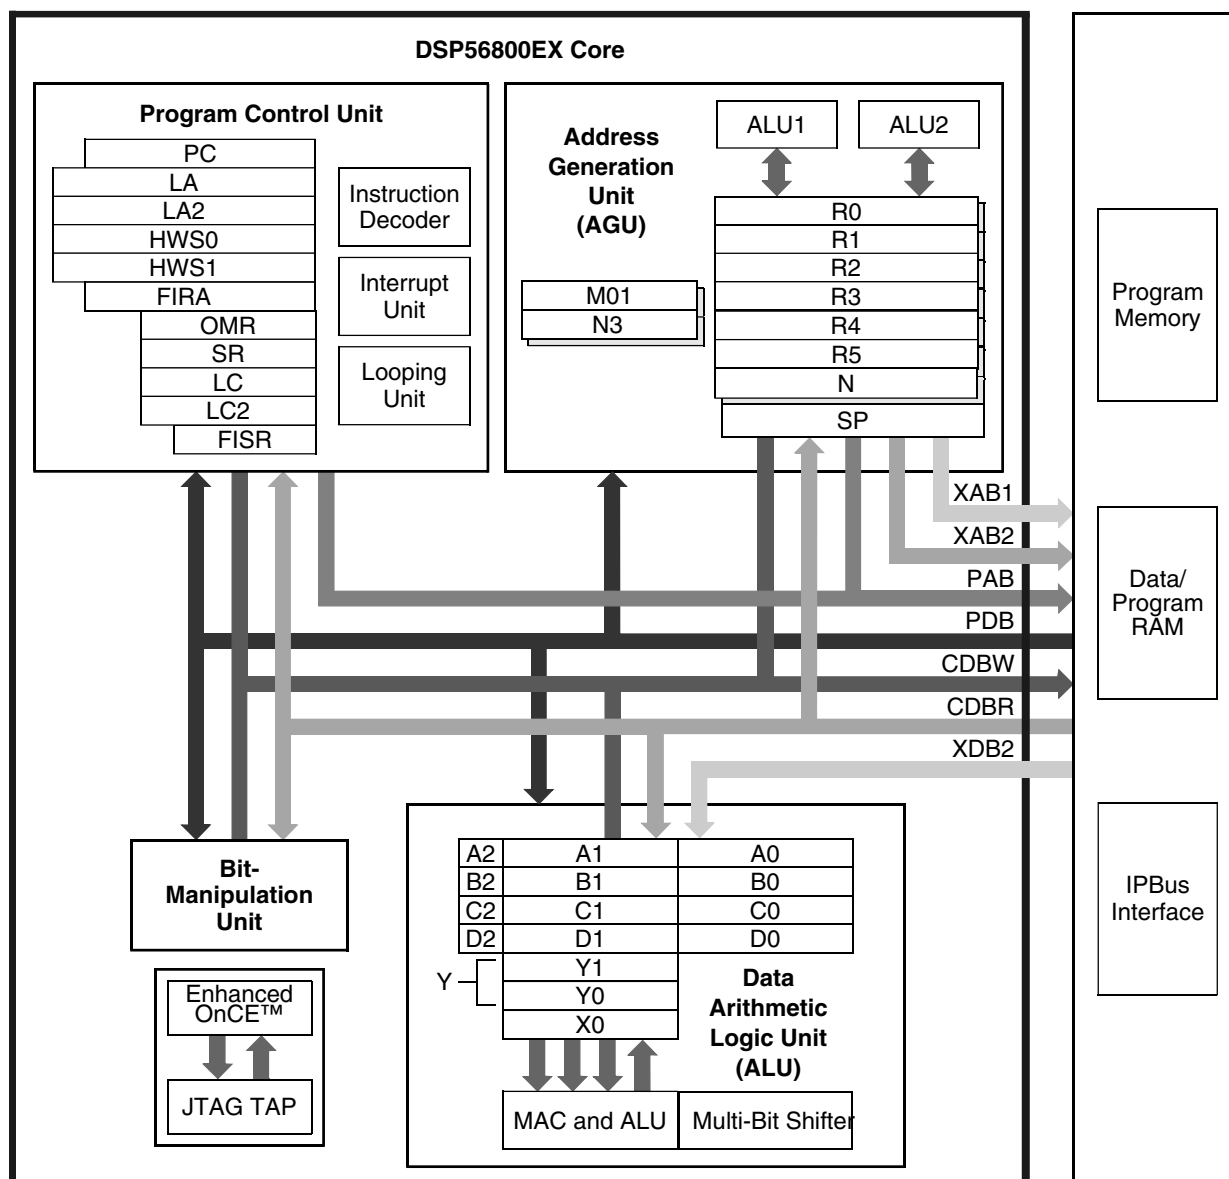 DSP56800EX Core
Program Control Unit
PC
LA
LA2
HWS0
HWS1
FIRA
OMR
SR
LC
LC2
FISR
Instruction
Decoder
Interrupt
Unit
Looping
Unit
Address
Generation
Unit
(AGU)
ALU1
ALU2
M01
N3
R0
R1
R2
R3
R4
R5
N
SP
XAB1
XAB2
PAB
PDB
CDBW
CDBR
XDB2
Program
Memory
Data/
Program
RAM
IPBus
Interface
Bit-
Manipulation
Unit
Enhanced
OnCE™
JTAG TAP
A2
A1
A0
B2
B1
B0
C2
C1
C0
D2
D1
D0
Y
Y1
Y0
X0
Data
Arithmetic
Logic Unit
(ALU)
MAC and ALU
Multi-Bit Shifter